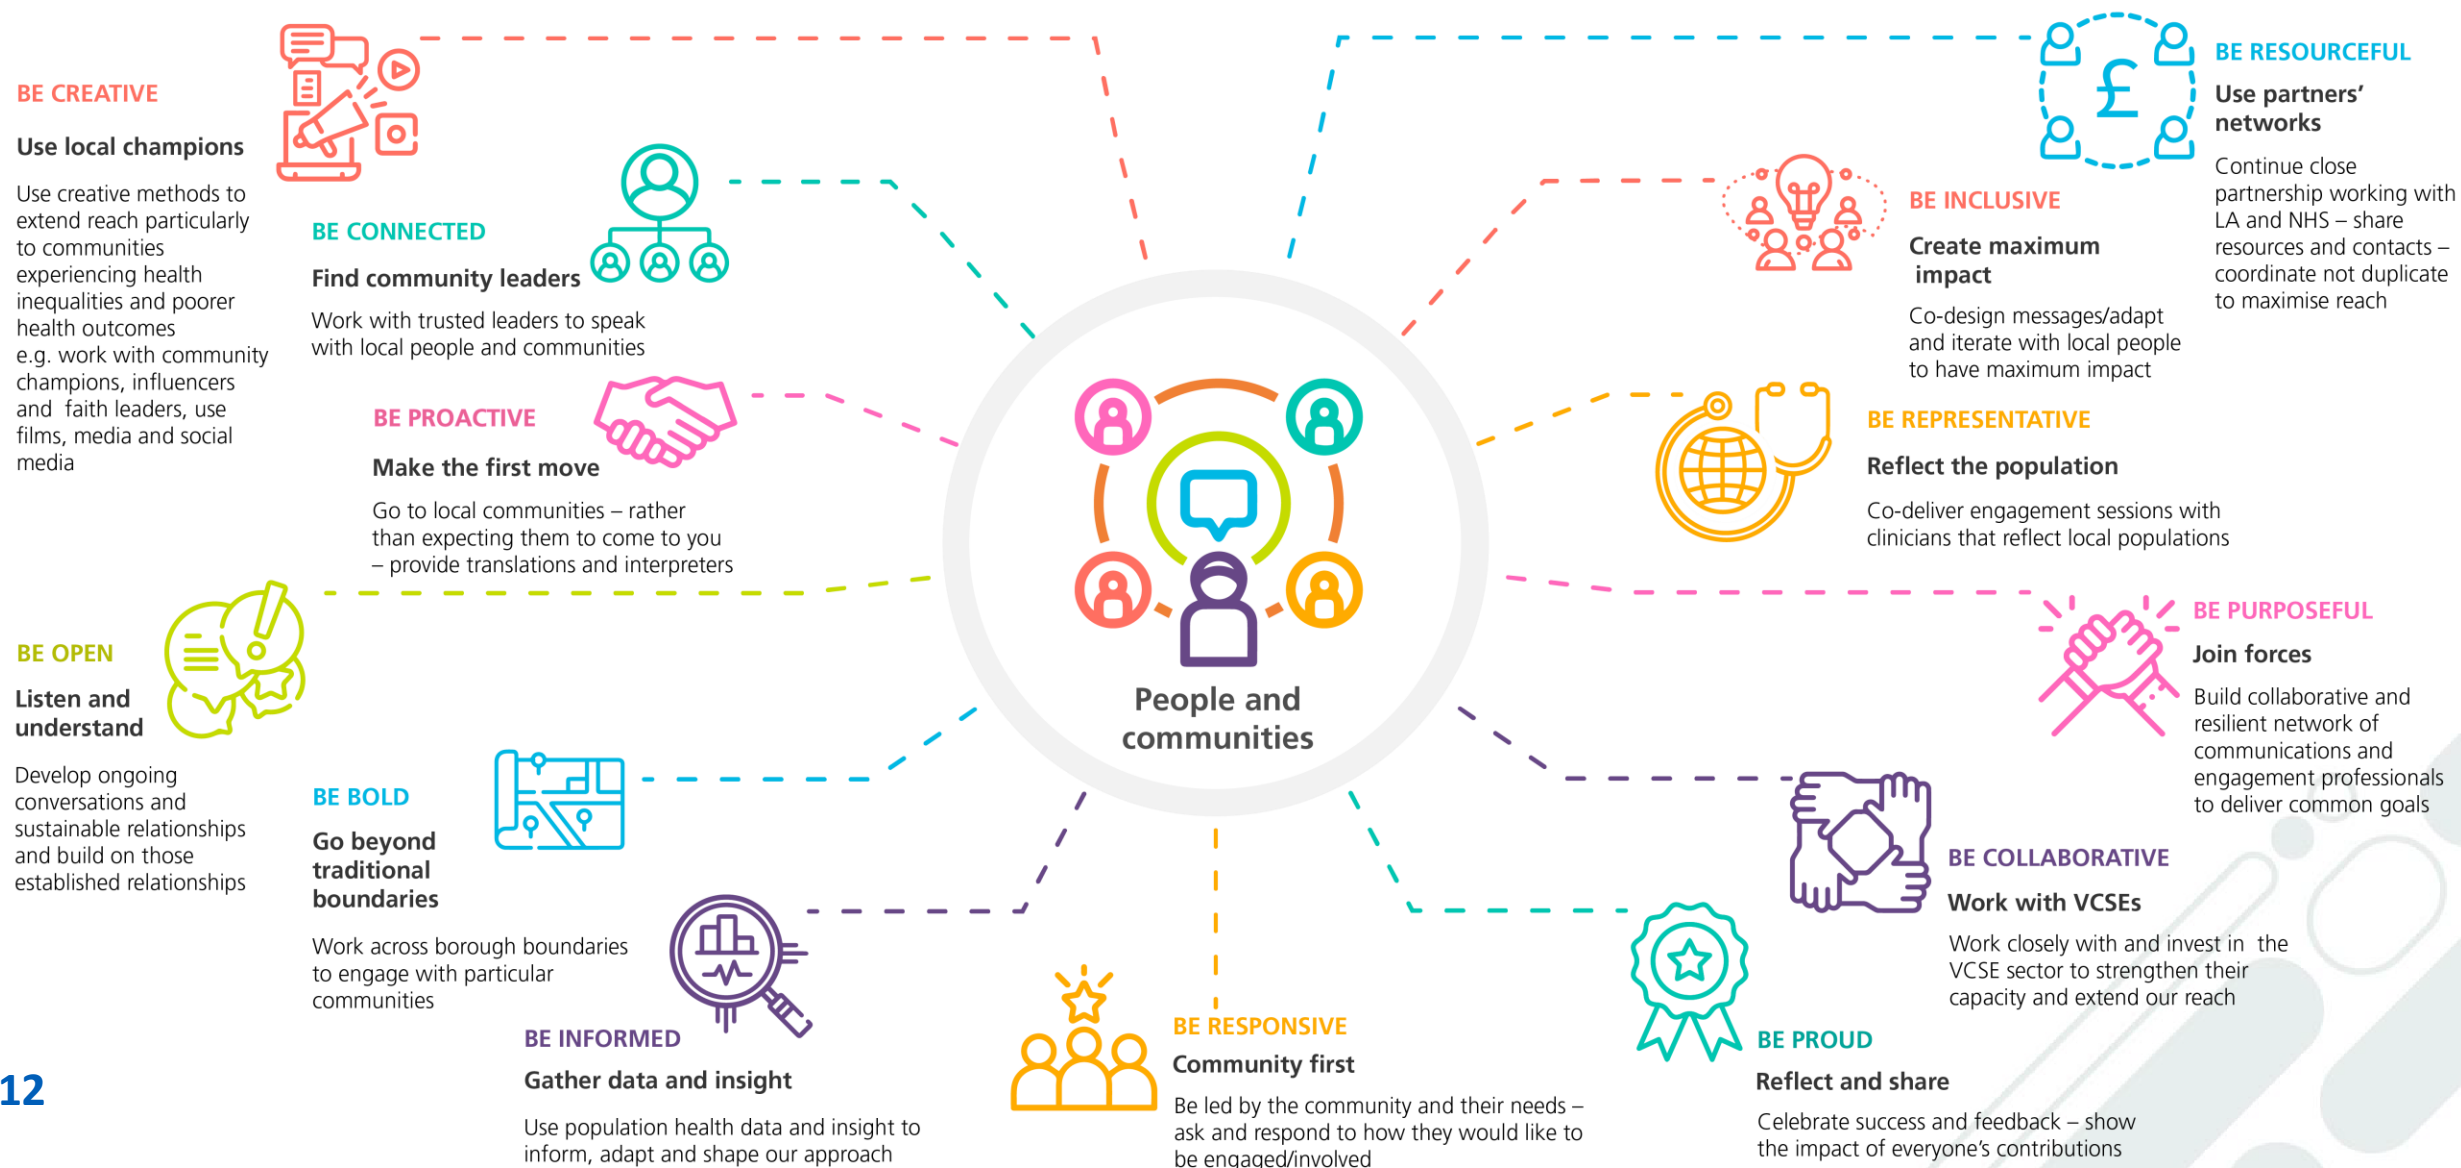 BE CREATIVE
Use local champions
Use creative methods to
extend reach particularly
to communities
experiencing health
inequalities and poorer
health outcomes
e.g. work with community
champions, influencers
and faith leaders, use
films, media and social
media
BE CONNECTED
Find community leaders
Work with trusted leaders to speak
with local people and communities
BE PROACTIVE
Make the first move
Go to local communities – rather
than expecting them to come to you
– provide translations and interpreters
BE OPEN
Listen and
understand
Develop ongoing
conversations and
sustainable relationships
and build on those
established relationships
BE BOLD
Go beyond
traditional
boundaries
Work across borough boundaries
to engage with particular
communities
BE INFORMED
Gather data and insight
Use population health data and insight to
inform, adapt and shape our approach
People and
communities
BE RESPONSIVE
Community first
Be led by the community and their needs –
ask and respond to how they would like to
be engaged/involved
BE RESOURCEFUL
Use partners’
networks
Continue close
partnership working with
LA and NHS – share
resources and contacts –
coordinate not duplicate
to maximise reach
£
BE INCLUSIVE
Create maximum
impact
Co-design messages/adapt
and iterate with local people
to have maximum impact
BE REPRESENTATIVE
Reflect the population
Co-deliver engagement sessions with
clinicians that reflect local populations
BE PURPOSEFUL
Join forces
Build collaborative and
resilient network of
communications and
engagement professionals
to deliver common goals
BE COLLABORATIVE
Work with VCSEs
Work closely with and invest in the
VCSE sector to strengthen their
capacity and extend our reach
BE PROUD
Reflect and share
Celebrate success and feedback – show
the impact of everyone’s contributions
12